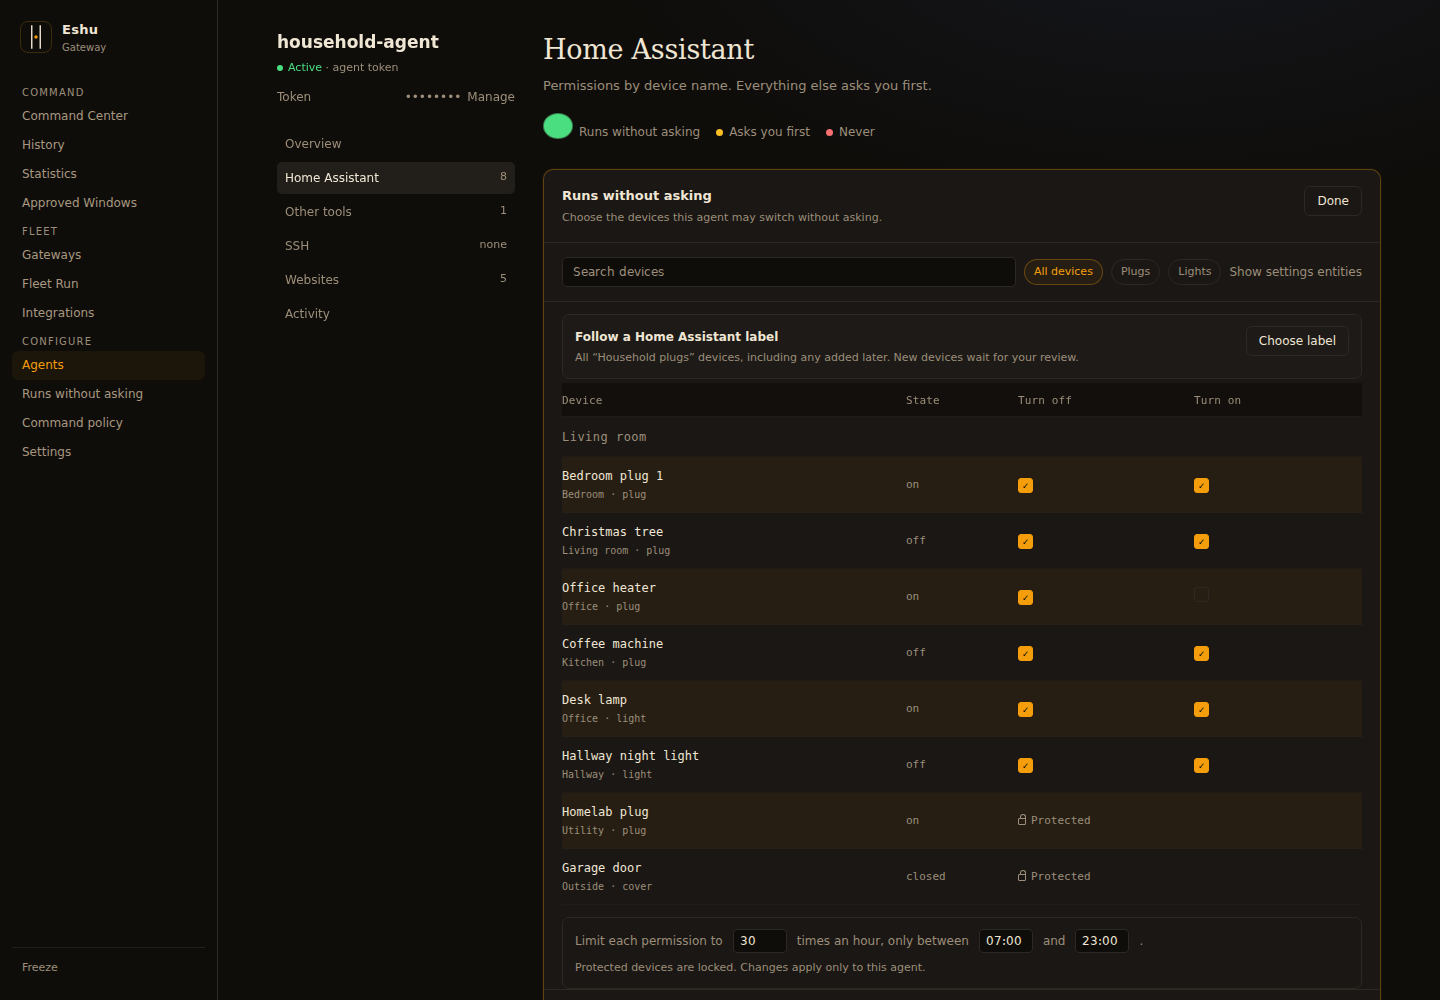 Eshu
Gateway
COMMAND
Command Center
History
Statistics
Approved Windows
FLEET
Gateways
Fleet Run
Integrations
CONFIGURE
Agents
Runs without asking
Command policy
Settings
Freeze
household-agent
Active · agent token
Token •••••••• Manage
Overview
Home Assistant 8
Other tools 1
SSH none
Websites 5
Activity
Home Assistant
Permissions by device name. Everything else asks you first.
Runs without asking Asks you first Never
Runs without asking
Choose the devices this agent may switch without asking.
Done
Search devices All devices Plugs Lights Show settings entities
Follow a Home Assistant label
All “Household plugs” devices, including any added later. New devices wait for your review.
Choose label
Device State Turn off Turn on
Living room
Bedroom plug 1
Bedroom · plug
on
Christmas tree
Living room · plug
off
Office heater
Office · plug
on
Coffee machine
Kitchen · plug
off
Desk lamp
Office · light
on
Hallway night light
Hallway · light
off
Homelab plug
Utility · plug
on Protected
Garage door
Outside · cover
closed Protected
Limit each permission to 30 times an hour, only between 07:00 and 23:00 .
Protected devices are locked. Changes apply only to this agent.